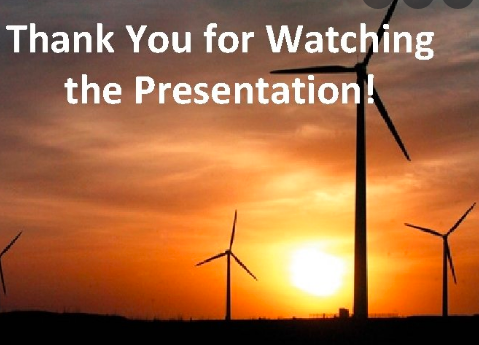 Thank You for Watching
the Presentation!